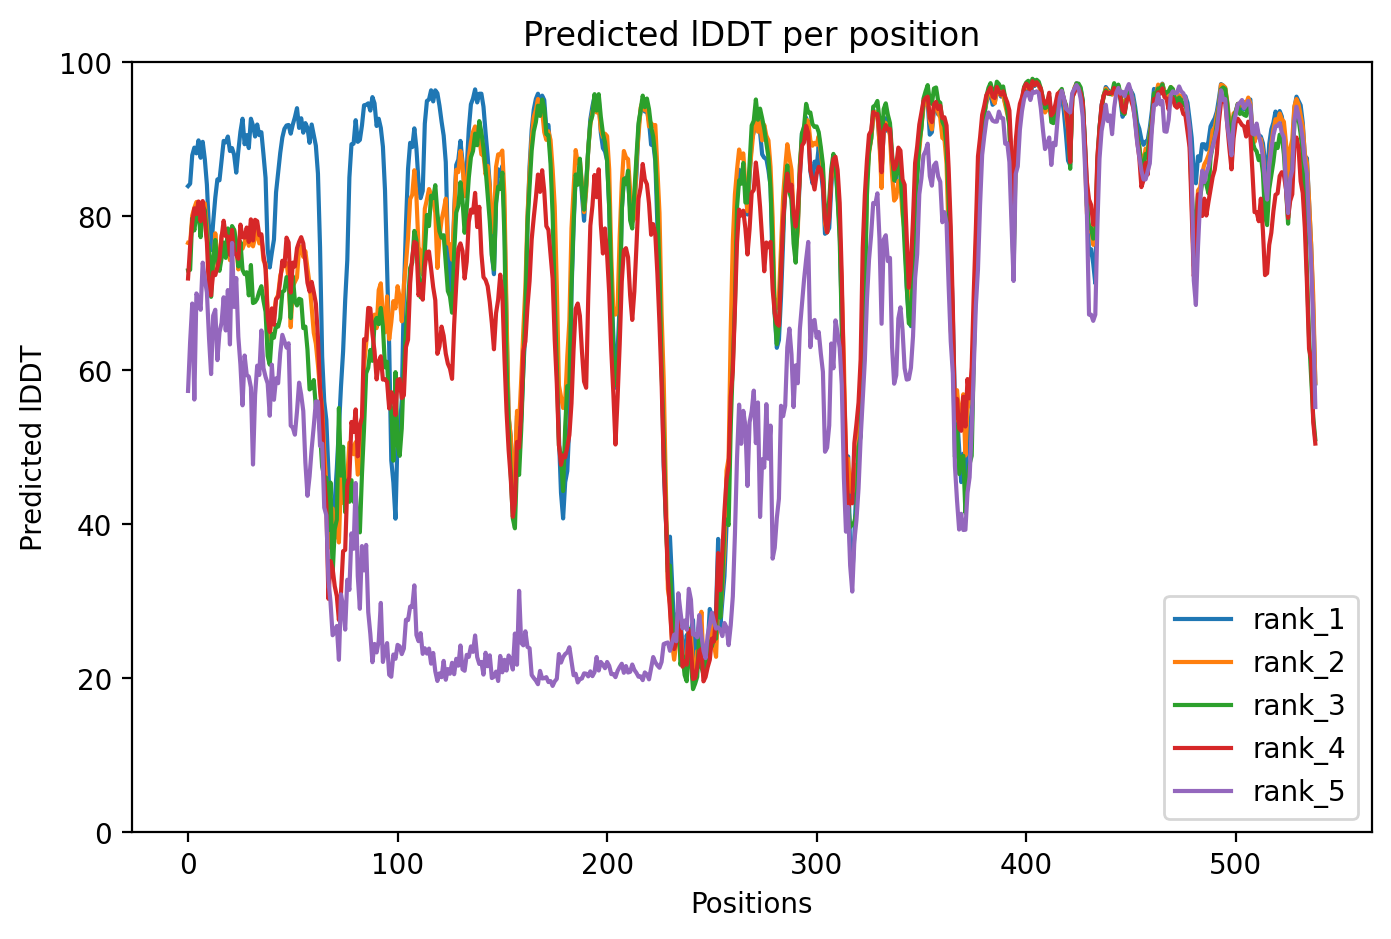 Predicted lDDT per position
100
80
60
40
20
0
Predicted lDDT
0 100 200 300 400 500
Positions
rank_1
rank_2
rank_3
rank_4
rank_5